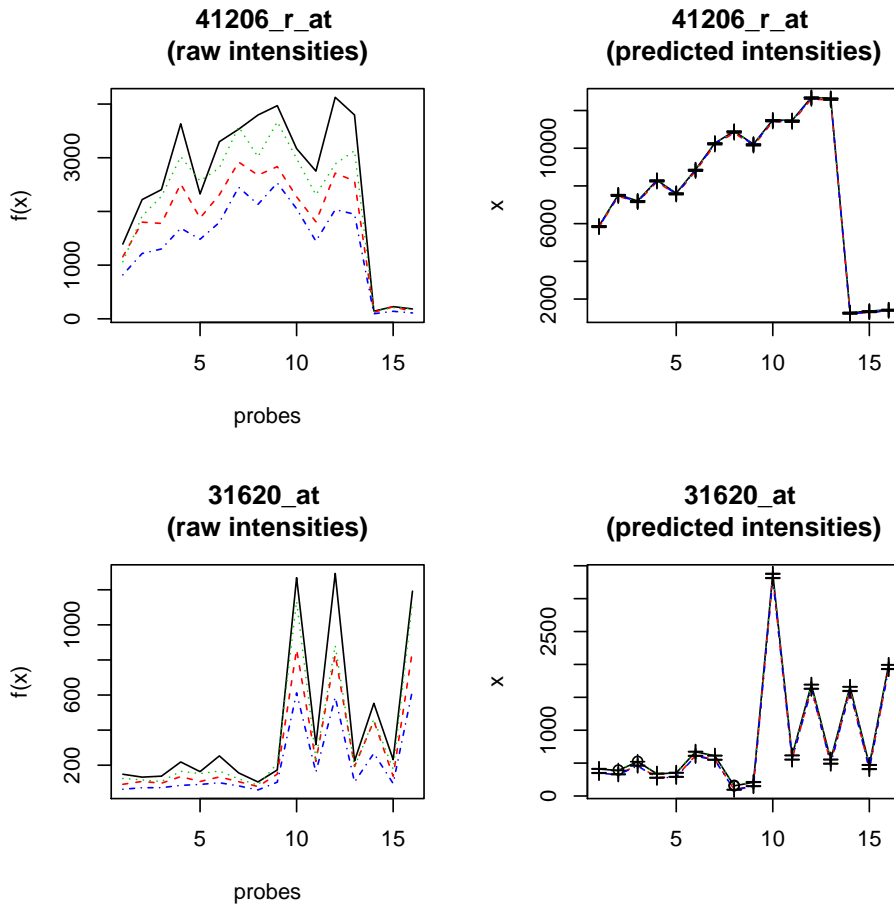 41206_r_at
(raw intensities)
f(x)
3000
1000
0
5
10
15
probes
41206_r_at
(predicted intensities)
x
10000
6000
2000
5
10
15
31620_at
(raw intensities)
f(x)
1000
600
200
5
10
15
probes
31620_at
(predicted intensities)
x
2500
1000
0
5
10
15